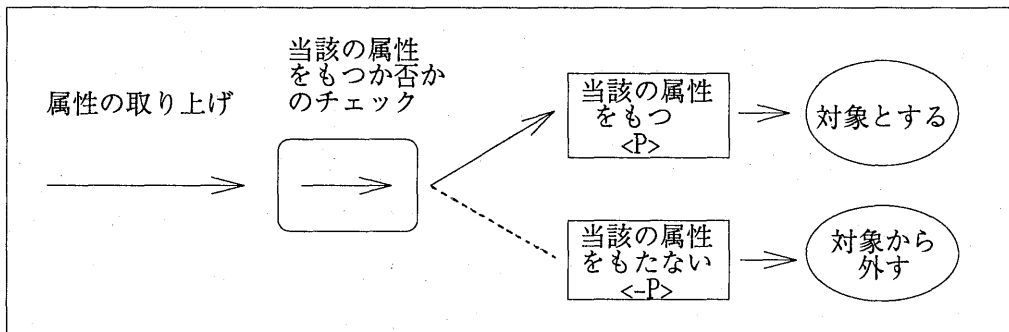 属性の取り上げ
当該の属性
をもつか否か
のチェック
当該の属性
をもつ
<P>
対象とする
当該の属性
をもたない
<-P>
対象から
外す